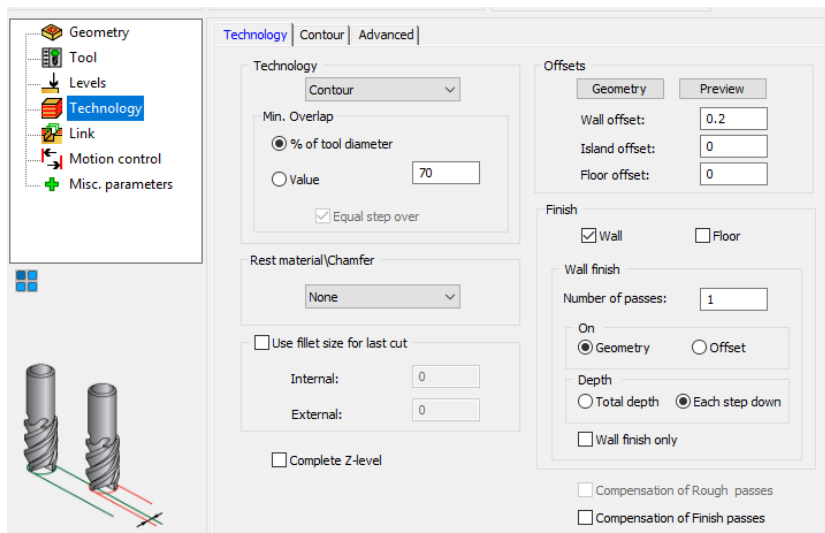 Geometry
Tool
Levels
Technology
Link
Motion control
Misc. parameters
Technology Contour Advanced
Technology
Contour
Min. Overlap
% of tool diameter
Value 70
Equal step over
Rest material\Chamfer
None
Use fillet size for last cut
Internal: 0
External: 0
Complete Z-level
Offsets
Geometry Preview
Wall offset: 0.2
Island offset: 0
Floor offset: 0
Finish
Wall Floor
Wall finish
Number of passes: 1
On
Geometry Offset
Depth
Total depth Each step down
Wall finish only
Compensation of Rough passes
Compensation of Finish passes